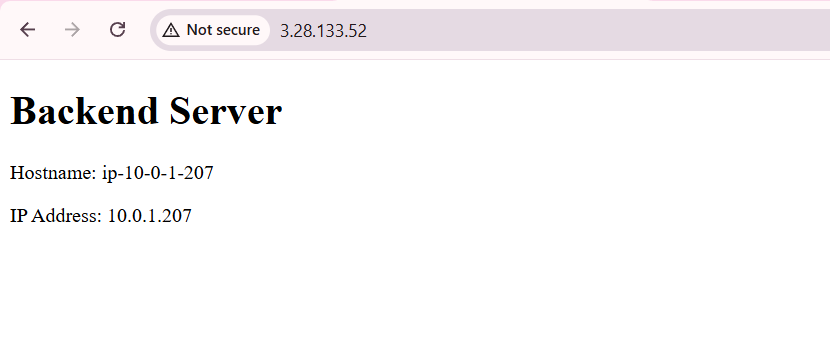 Not secure 3.28.133.52
Backend Server
Hostname: ip-10-0-1-207
IP Address: 10.0.1.207